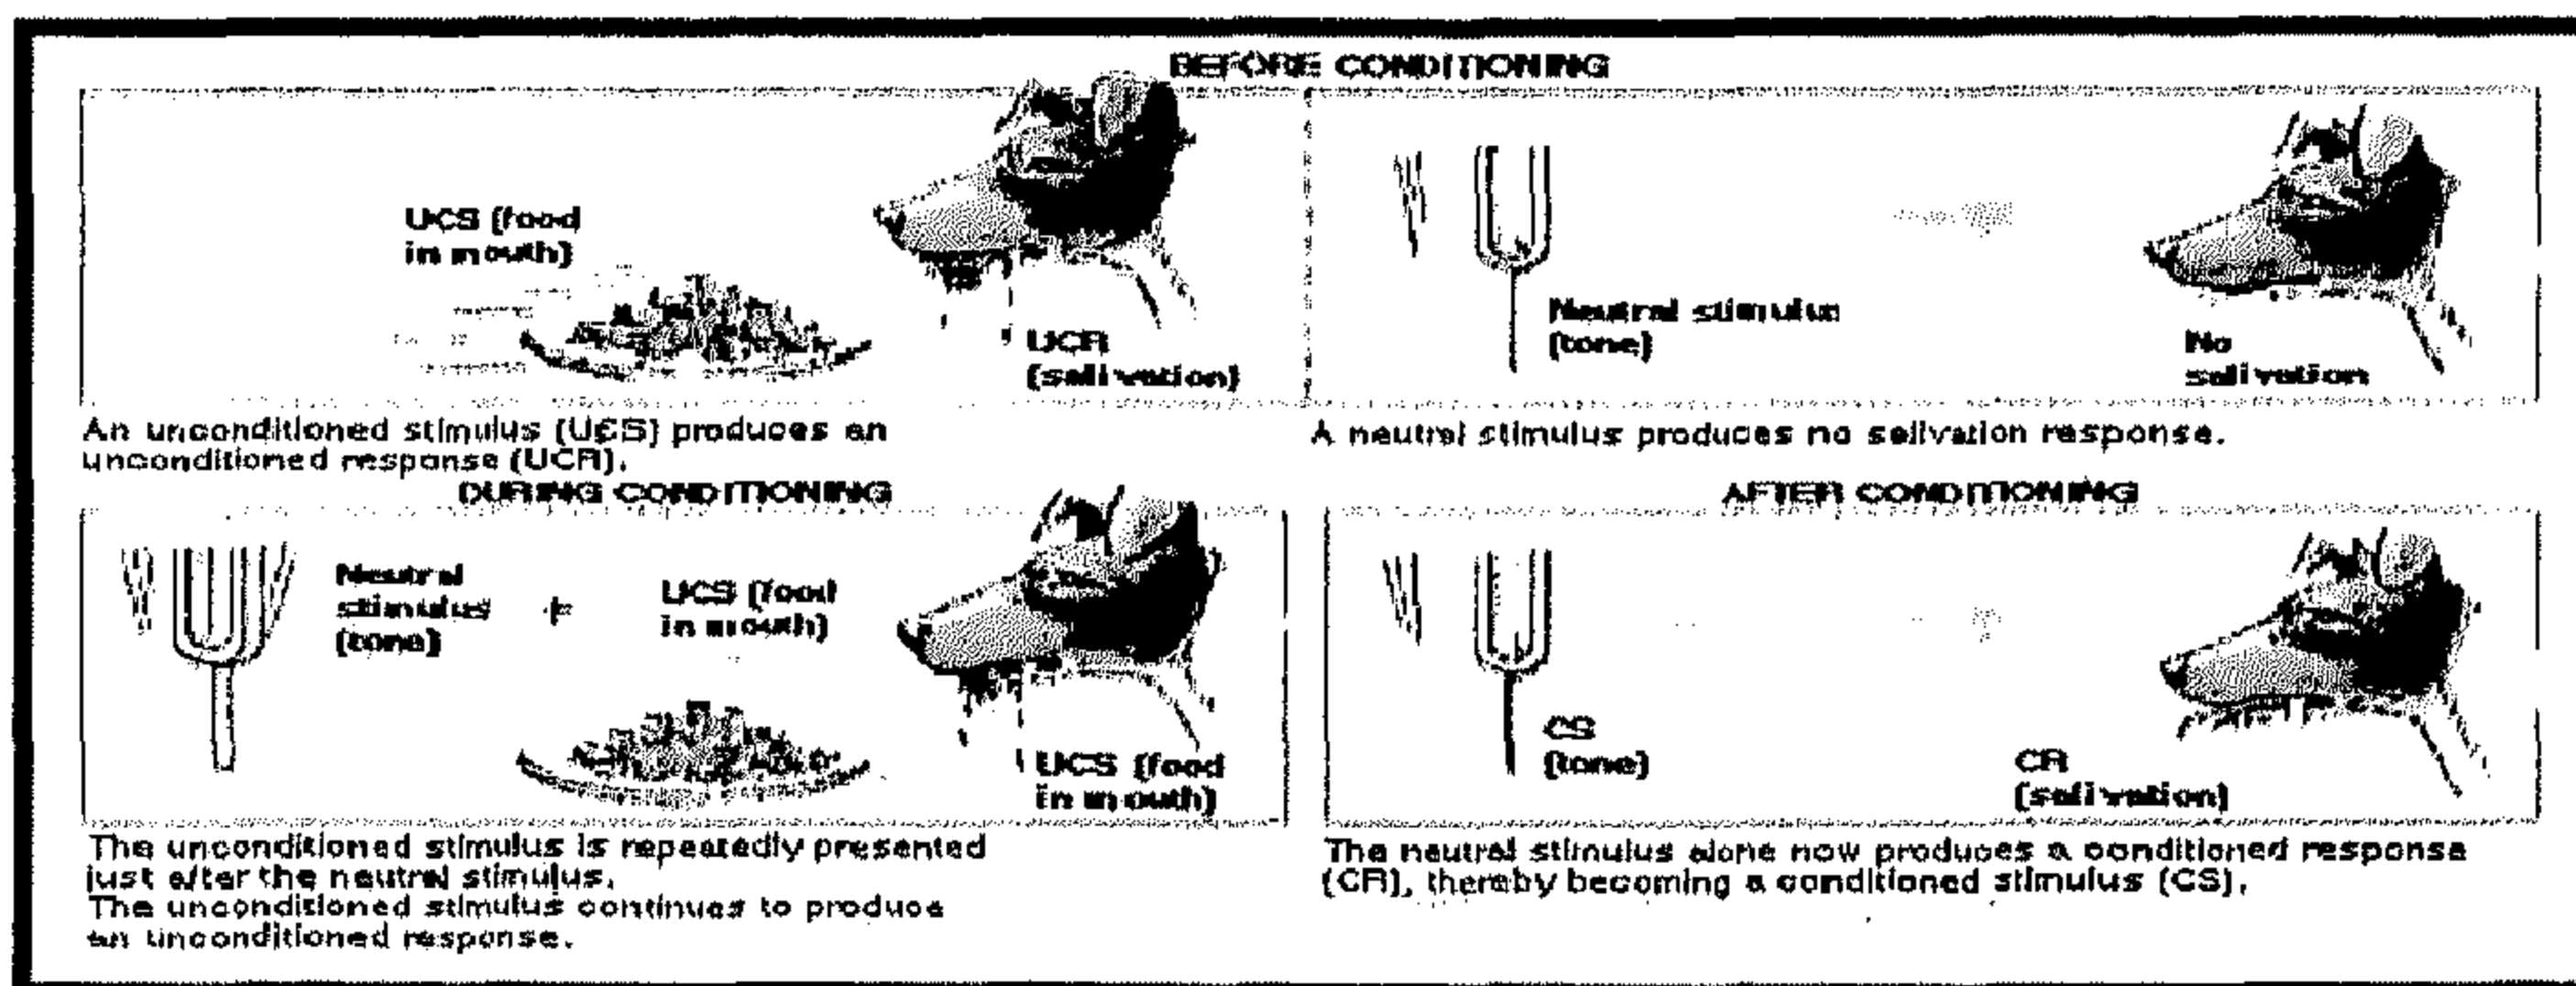 BEFORE CONDITIONING
UCS (food
in mouth)
UCR
(salivation)
Neutral stimulus
(tone)
No
salivation
An unconditioned stimulus (UCS) produces an
unconditioned response (UCR).
A neutral stimulus produces no salivation response.
DURING CONDITIONING
Neutral
stimulus
(tone)
+
UCS (food
in mouth)
UCS (food
in mouth)
The unconditioned stimulus is repeatedly presented
just after the neutral stimulus.
The unconditioned stimulus continues to produce
an unconditioned response.
AFTER CONDITIONING
CS
(tone)
CR
(salivation)
The neutral stimulus alone now produces a conditioned response
(CR), thereby becoming a conditioned stimulus (CS).